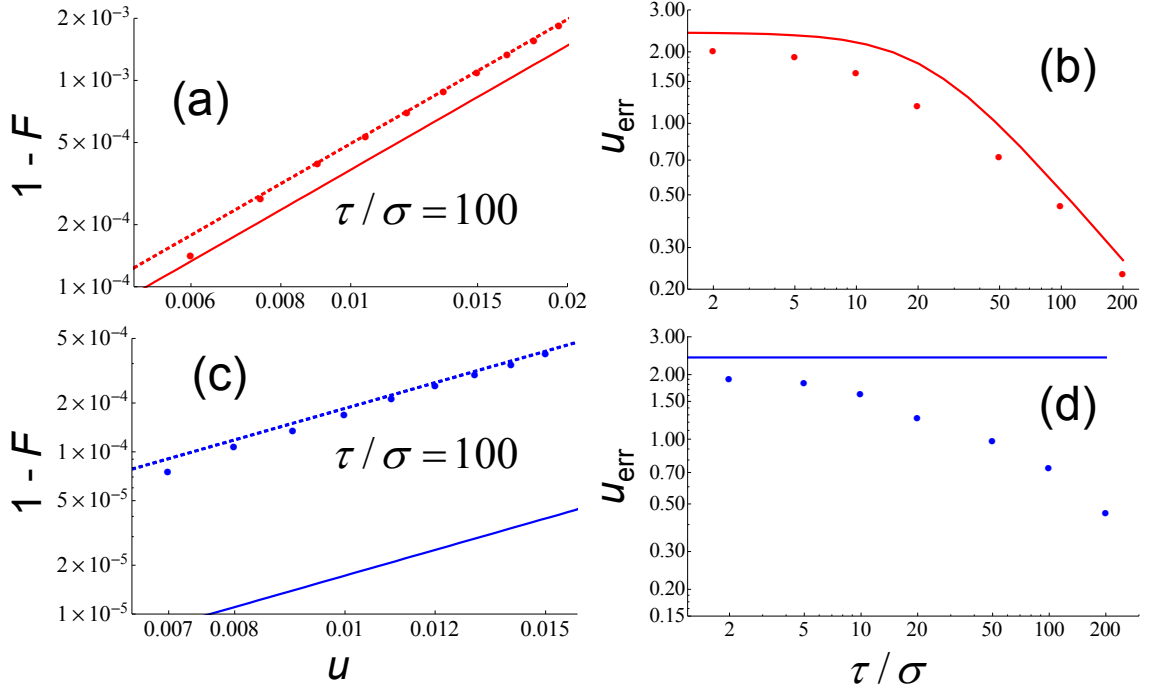 2×10−3
1×10−3
5×10−4
2×10−4
1×10−4
1 - F
(a)
τ / σ = 100
0.006 0.008 0.01 0.015 0.02
3.00
2.00
1.50
1.00
0.70
0.50
0.30
0.20
u_err
(b)
2 5 10 20 50 100 200
5×10−4
2×10−4
1×10−4
5×10−5
2×10−5
1×10−5
1 - F
(c)
τ / σ = 100
0.007 0.008 0.01 0.012 0.015
u
3.00
2.00
1.50
1.00
0.70
0.50
0.30
0.20
0.15
u_err
(d)
2 5 10 20 50 100 200
τ / σ